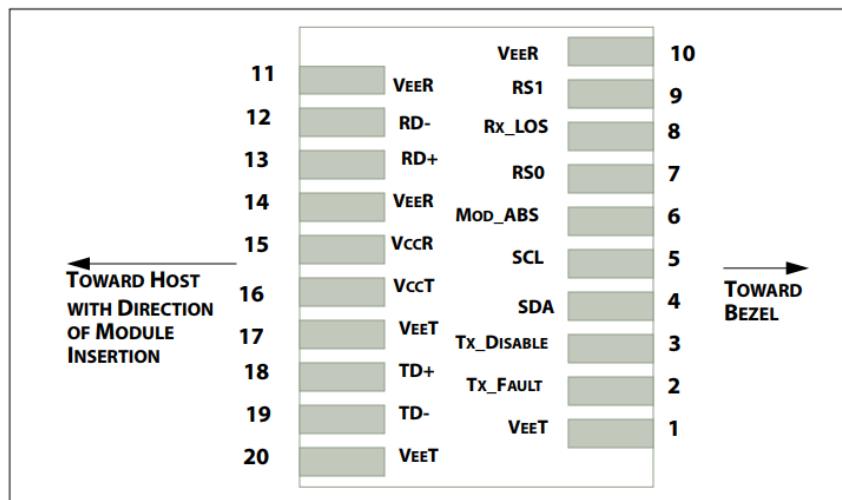 11 VEER
12 RD-
13 RD+
14 VEER
15 VCCR
16 VCCT
17 VEET
18 TD+
19 TD-
20 VEET
VEER 10
RS1 9
RX_LOS 8
RS0 7
MOD_ABS 6
SCL 5
SDA 4
TX_DISABLE 3
TX_FAULT 2
VEET 1
TOWARD HOST
WITH DIRECTION
OF MODULE
INSERTION
TOWARD
BEZEL